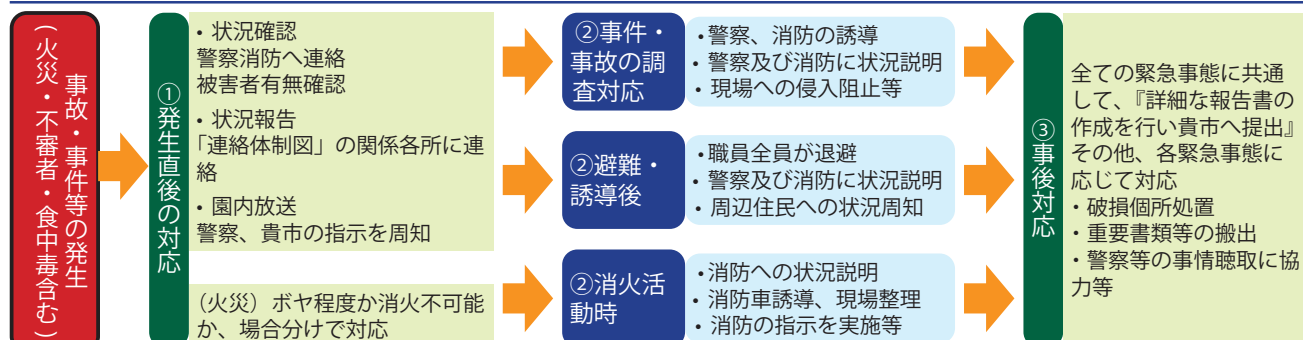 事故・事件等の発生
（火災・不審者・食中毒含む）
①発生直後の対応
・状況確認
警察消防へ連絡
被害者有無確認
・状況報告
「連絡体制図」の関係各所に連
絡
・園内放送
警察、貴市の指示を周知
（火災）ボヤ程度か消火不可能
か、場合分けで対応
②事件・
事故の調
査対応
・警察、消防の誘導
・警察及び消防に状況説明
・現場への侵入阻止等
②避難・
誘導後
・職員全員が退避
・警察及び消防に状況説明
・周辺住民への状況周知
②消火活
動時
・消防への状況説明
・消防車誘導、現場整理
・消防の指示を実施等
③事後対応
全ての緊急事態に共通
して、『詳細な報告書の
作成を行い貴市へ提出』
その他、各緊急事態に
応じて対応
・破損個所処置
・重要書類等の搬出
・警察等の事情聴取に協
力等